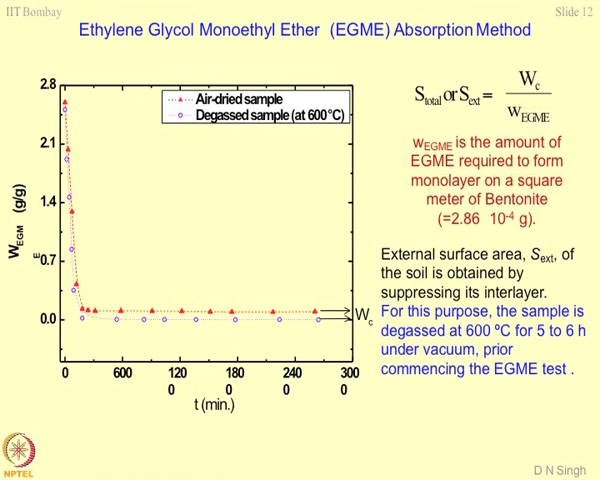 IIT Bombay
Slide 12
Ethylene Glycol Monoethyl Ether (EGME) Absorption Method
2.8
2.1
1.4
0.7
0.0
W_EGM (g/g)
E
Air-dried sample
Degassed sample (at 600°C)
W_c
0 600 120 180 240 300
0 0 0 0
t (min.)
S_total or S_ext = W_c
w_EGME
w_EGME is the amount of
EGME required to form
monolayer on a square
meter of Bentonite
(=2.86 10⁻⁴ g).
External surface area, S_ext, of
the soil is obtained by
suppressing its interlayer.
For this purpose, the sample is
degassed at 600 ºC for 5 to 6 h
under vacuum, prior
commencing the EGME test .
NPTEL
D N Singh